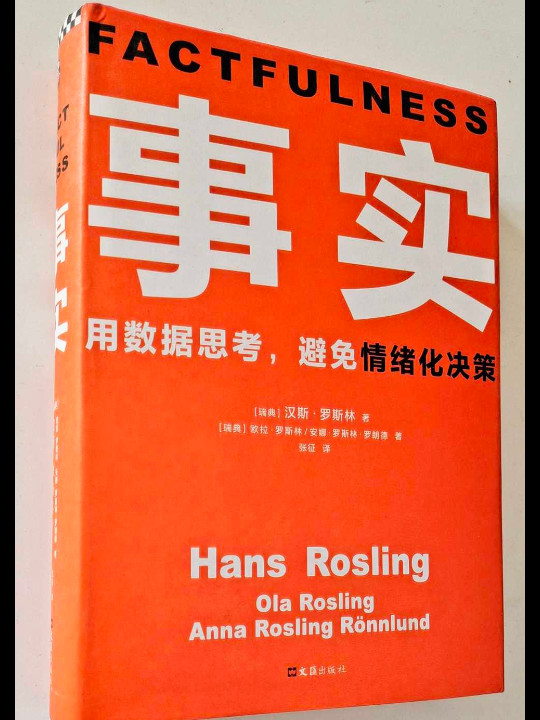 FACTFULNESS
事实
用数据思考，避免情绪化决策
[瑞典] 汉斯·罗斯林 著
[瑞典] 欧拉·罗斯林/安娜·罗斯林·罗朗德 著
张征 译
Hans Rosling
Ola Rosling
Anna Rosling Rönnlund
文汇出版社